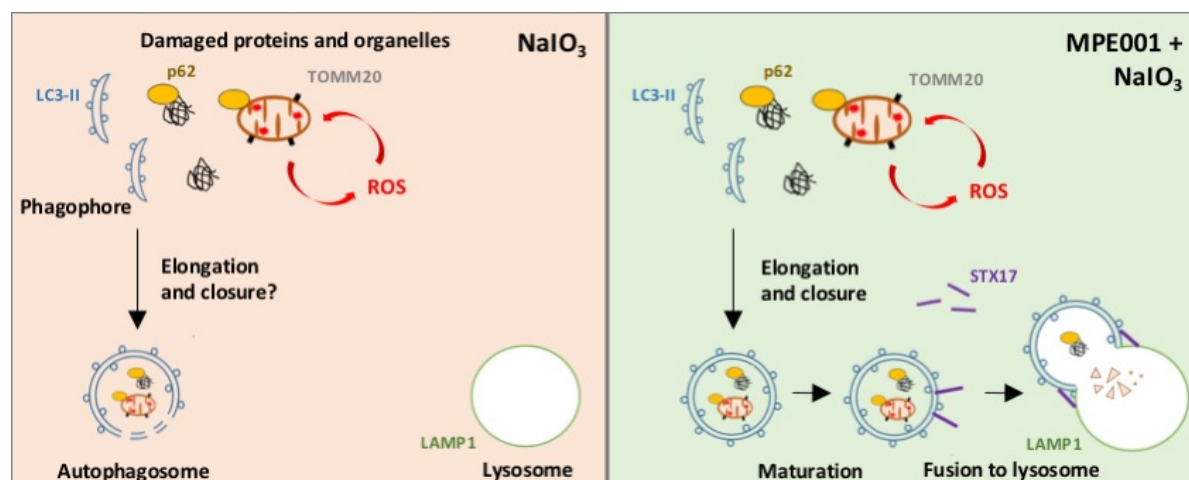 Damaged proteins and organelles
NaIO₃
p62
TOMM20
LC3-II
ROS
Phagophore
Elongation
and closure?
LAMP1
Autophagosome
Lysosome
MPE001 +
NaIO₃
p62
TOMM20
LC3-II
ROS
Elongation
and closure
STX17
LAMP1
Maturation
Fusion to lysosome